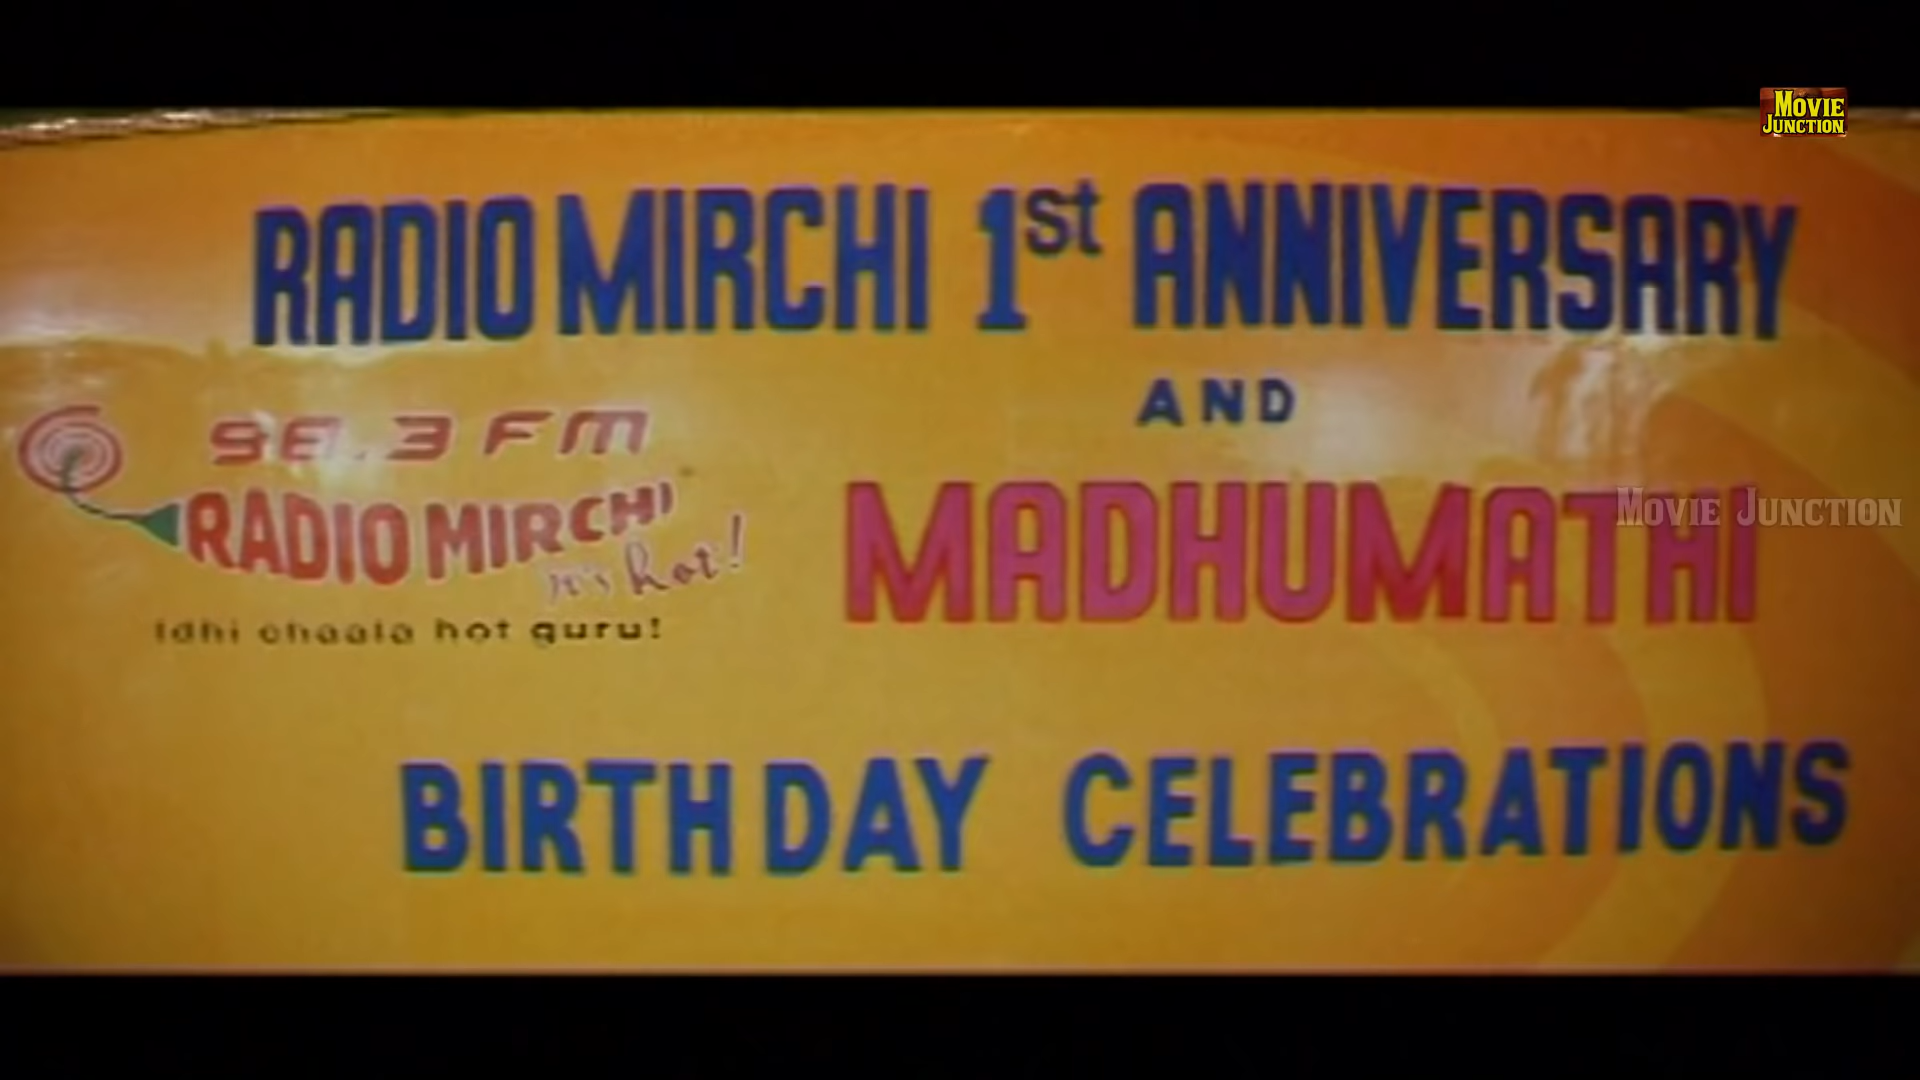 MOVIE
JUNCTION
RADIO MIRCHI 1st ANNIVERSARY
AND
98.3 FM
RADIO MIRCHI
it's hot!
Idhi chaala hot guru!
MADHUMATHI
MOVIE JUNCTION
BIRTHDAY CELEBRATIONS